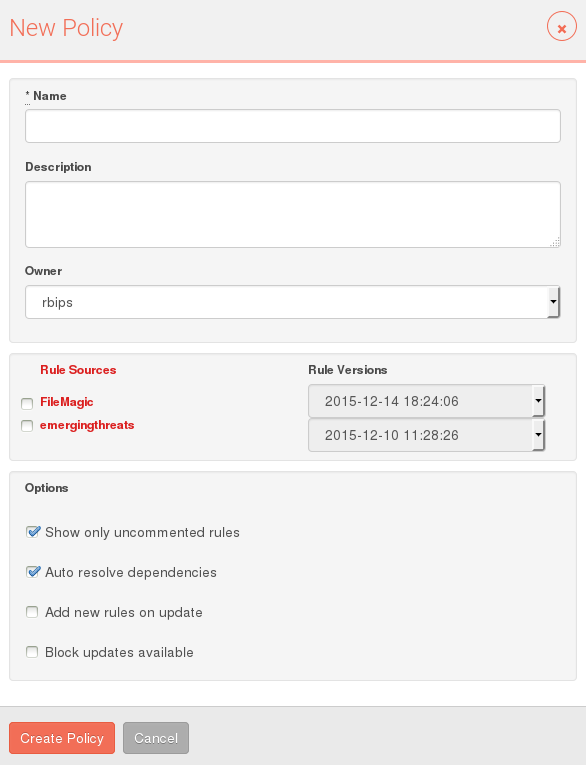 New Policy
* Name
Description
Owner
rbips
Rule Sources Rule Versions
FileMagic 2015-12-14 18:24:06
emergingthreats 2015-12-10 11:28:26
Options
Show only uncommented rules
Auto resolve dependencies
Add new rules on update
Block updates available
Create Policy Cancel